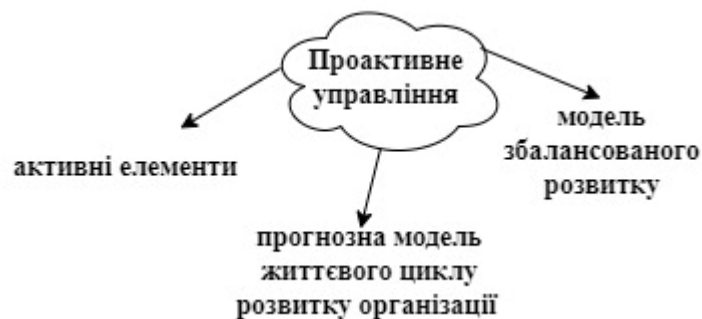 Проактивне
управління
активні елементи
прогнозна модель
життєвого циклу
розвитку організації
модель
збалансованого
розвитку